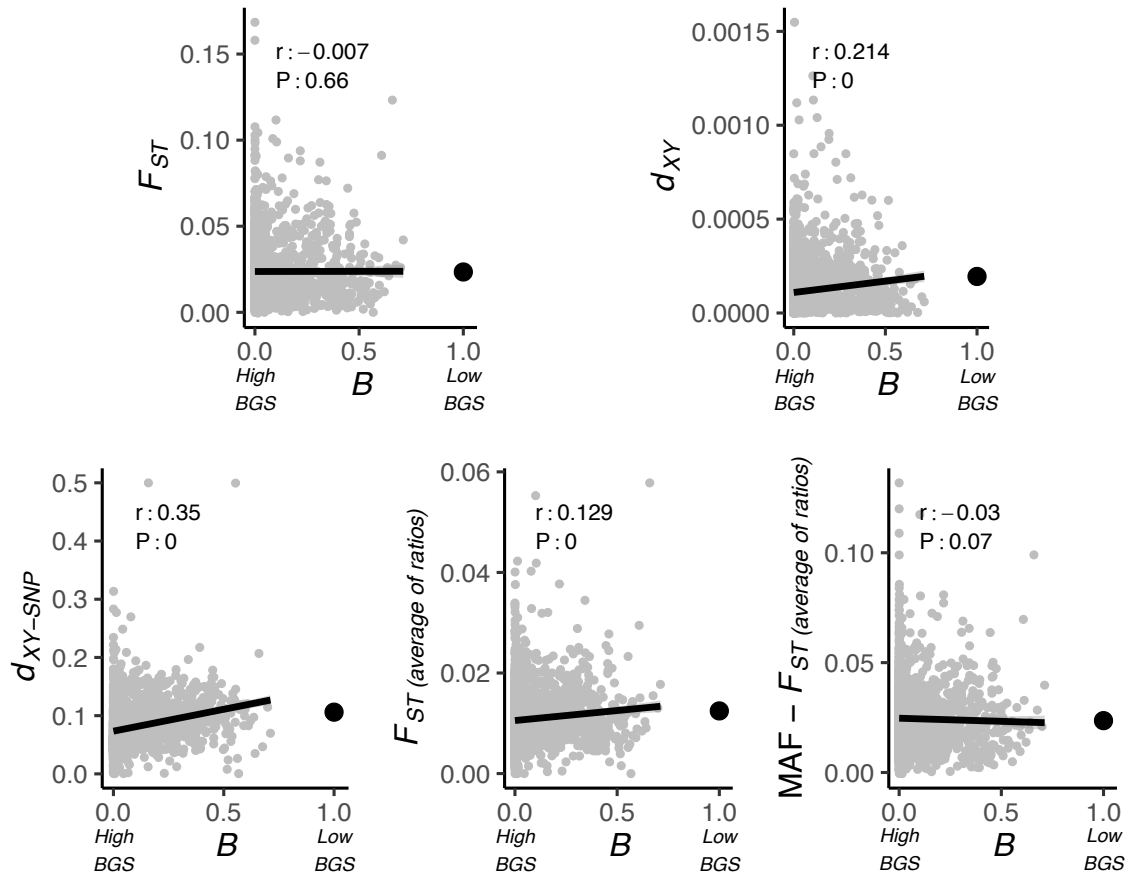 F_ST
0.15
0.10
0.05
0.00
r : −0.007
P : 0.66
0.0 0.5 1.0
High BGS
B
Low BGS
d_XY
0.0015
0.0010
0.0005
0.0000
r : 0.214
P : 0
0.0 0.5 1.0
High BGS
B
Low BGS
d_XY−SNP
0.5
0.4
0.3
0.2
0.1
0.0
r : 0.35
P : 0
0.0 0.5 1.0
High BGS
B
Low BGS
F_ST (average of ratios)
0.06
0.04
0.02
0.00
r : 0.129
P : 0
0.0 0.5 1.0
High BGS
B
Low BGS
MAF − F_ST (average of ratios)
0.10
0.05
0.00
r : −0.03
P : 0.07
0.0 0.5 1.0
High BGS
B
Low BGS